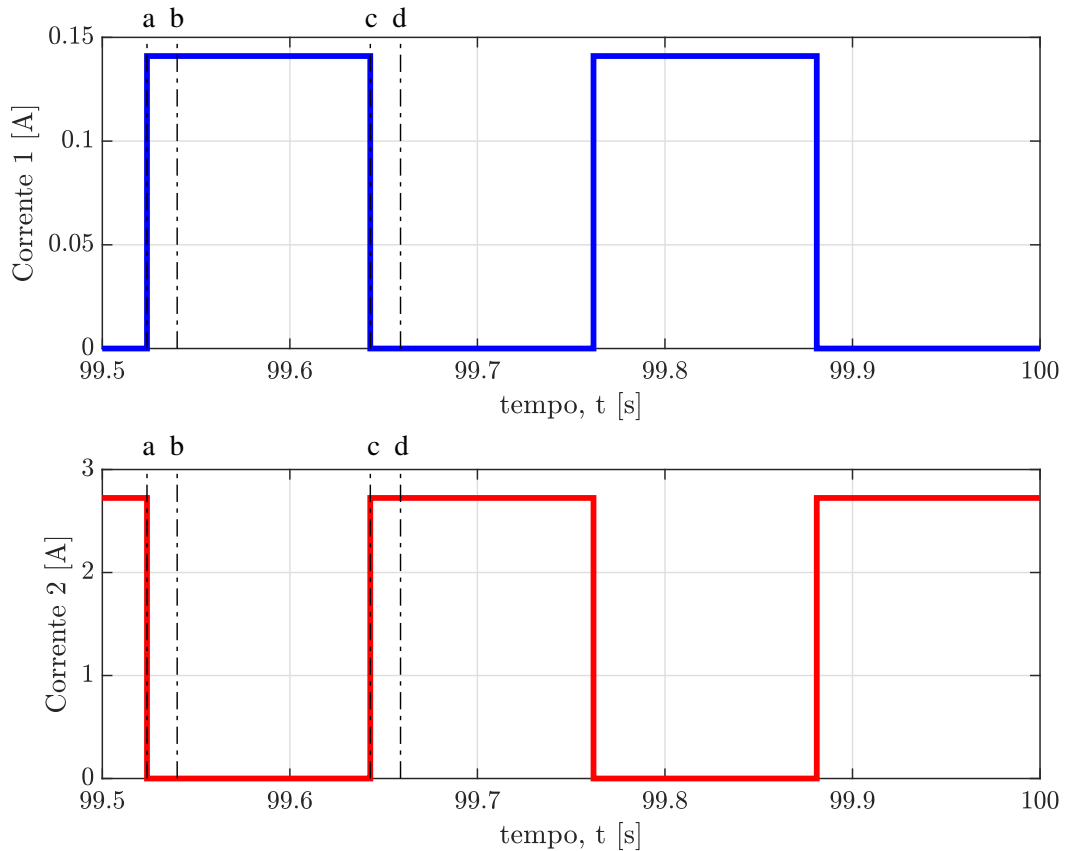 a b c d
0.15
0.1
0.05
0
Corrente 1 [A]
99.5 99.6 99.7 99.8 99.9 100
tempo, t [s]
a b c d
3
2
1
0
Corrente 2 [A]
99.5 99.6 99.7 99.8 99.9 100
tempo, t [s]